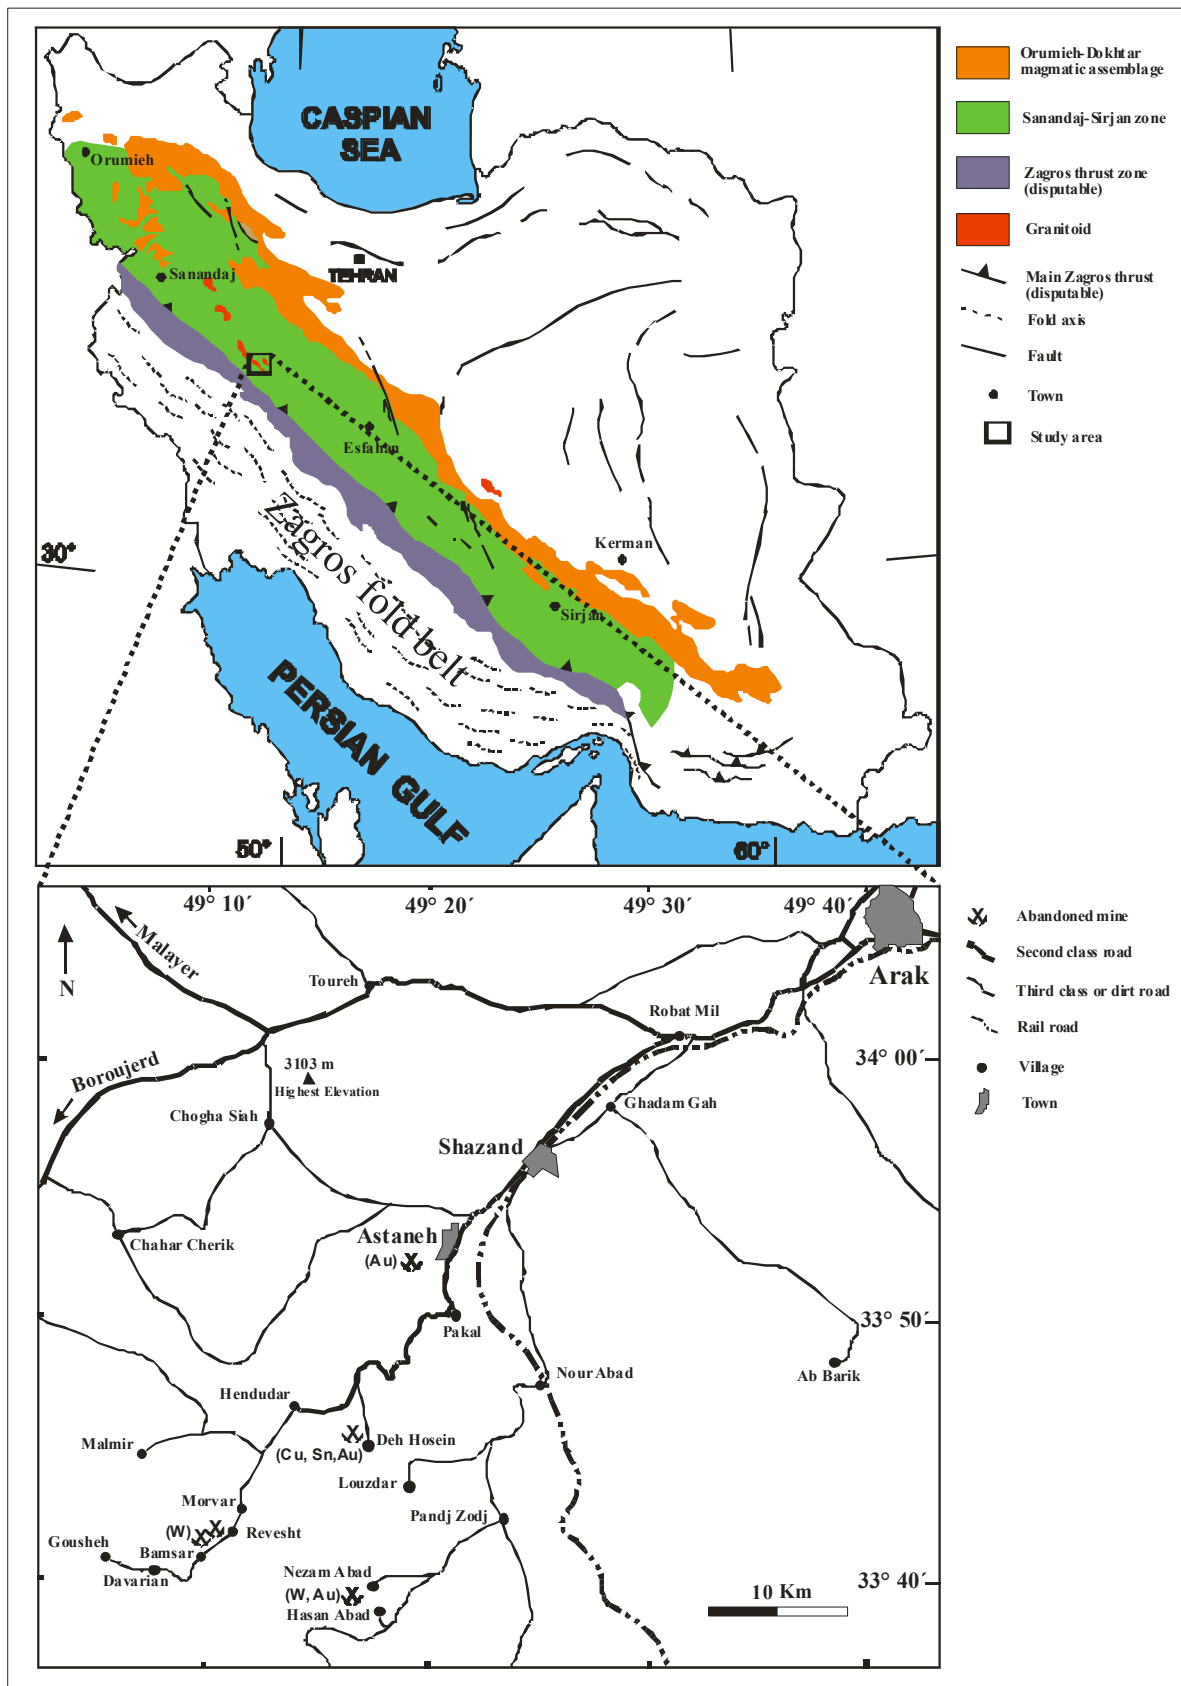 CASPIAN
SEA
Orumieh
Sanandaj
TEHRAN
Esfahan
Zagros fold belt
Kerman
Sirjan
30°
PERSIAN GULF
50°
60°
Orumieh-Dokhtar
magmatic assemblage
Sanandaj-Sirjan zone
Zagros thrust zone
(disputable)
Granitoid
Main Zagros thrust
(disputable)
Fold axis
Fault
Town
Study area
49° 10´
49° 20´
49° 30´
49° 40´
N
Malayer
Toureh
Arak
Robat Mil
Boroujerd
3103 m
Highest Elevation
34° 00´
Chogha Siah
Ghadam Gah
Shazand
Chahar Cherik
Astaneh
(Au)
Pakal
33° 50´
Nour Abad
Ab Barik
Hendudar
Malmir
Deh Hosein
(Cu, Sn,Au)
Louzdar
Morvar
Pandj Zodj
(W)
Revesht
Gousheh
Bamsar
Davarian
Nezam Abad
(W, Au)
Hasan Abad
10 Km
33° 40´
Abandoned mine
Second class road
Third class or dirt road
Rail road
Village
Town